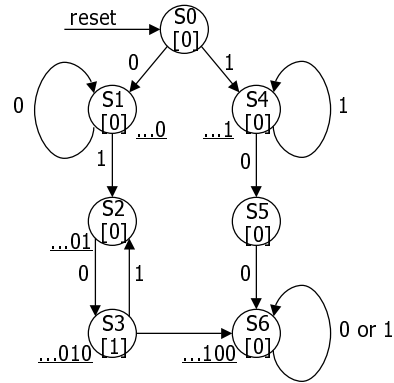 reset
S0
[0]
0
1
0
S1
[0]
...0
...1
S4
[0]
1
1
0
S2
[0]
...01
S5
[0]
0
1
0
S3
[1]
...010
...100
S6
[0]
0 or 1